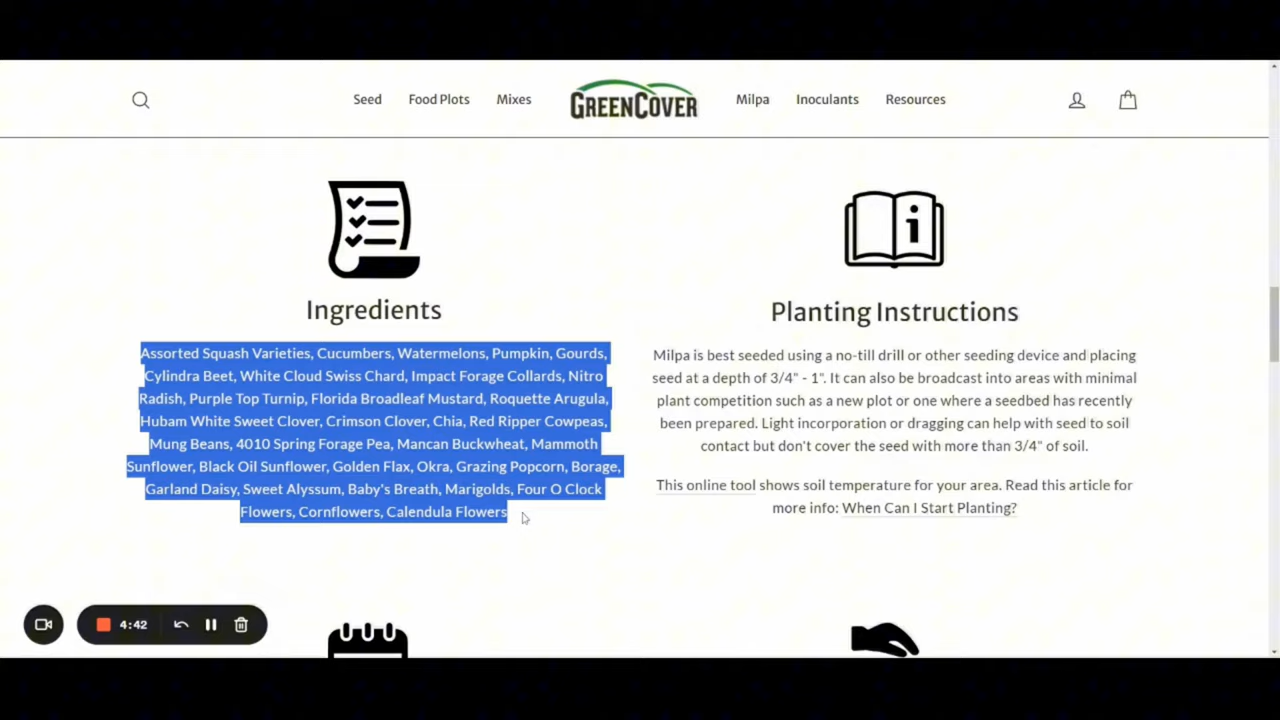 Seed
Food Plots
Mixes
GREENCOVER
Milpa
Inoculants
Resources
Ingredients
Assorted Squash Varieties, Cucumbers, Watermelons, Pumpkin, Gourds,
Cylindra Beet, White Cloud Swiss Chard, Impact Forage Collards, Nitro
Radish, Purple Top Turnip, Florida Broadleaf Mustard, Roquette Arugula,
Hubam White Sweet Clover, Crimson Clover, Chia, Red Ripper Cowpeas,
Mung Beans, 4010 Spring Forage Pea, Mancan Buckwheat, Mammoth
Sunflower, Black Oil Sunflower, Golden Flax, Okra, Grazing Popcorn, Borage,
Garland Daisy, Sweet Alyssum, Baby's Breath, Marigolds, Four O Clock
Flowers, Cornflowers, Calendula Flowers
Planting Instructions
Milpa is best seeded using a no-till drill or other seeding device and placing
seed at a depth of 3/4" - 1". It can also be broadcast into areas with minimal
plant competition such as a new plot or one where a seedbed has recently
been prepared. Light incorporation or dragging can help with seed to soil
contact but don't cover the seed with more than 3/4" of soil.
This online tool shows soil temperature for your area. Read this article for
more info: When Can I Start Planting?
4:42